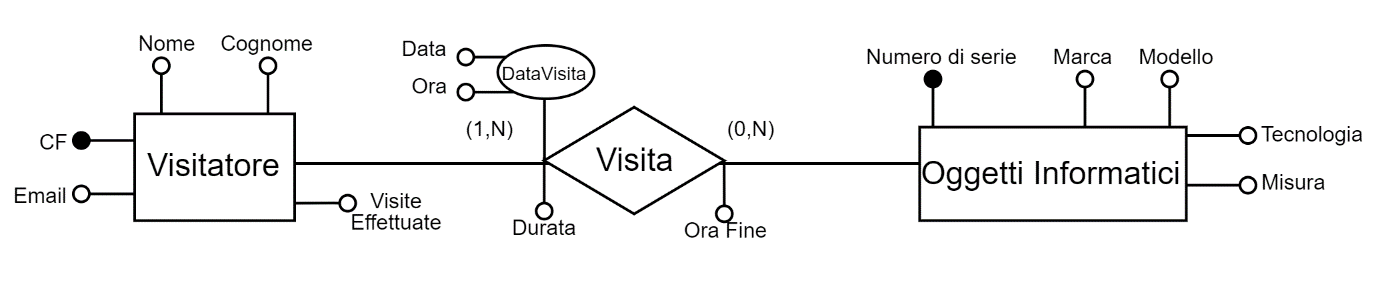 Nome
Cognome
CF
Email
Visitatore
Visite
Effettuate
Data
Ora
DataVisita
(1,N)
Visita
(0,N)
Durata
Ora Fine
Numero di serie
Marca
Modello
Oggetti Informatici
Tecnologia
Misura